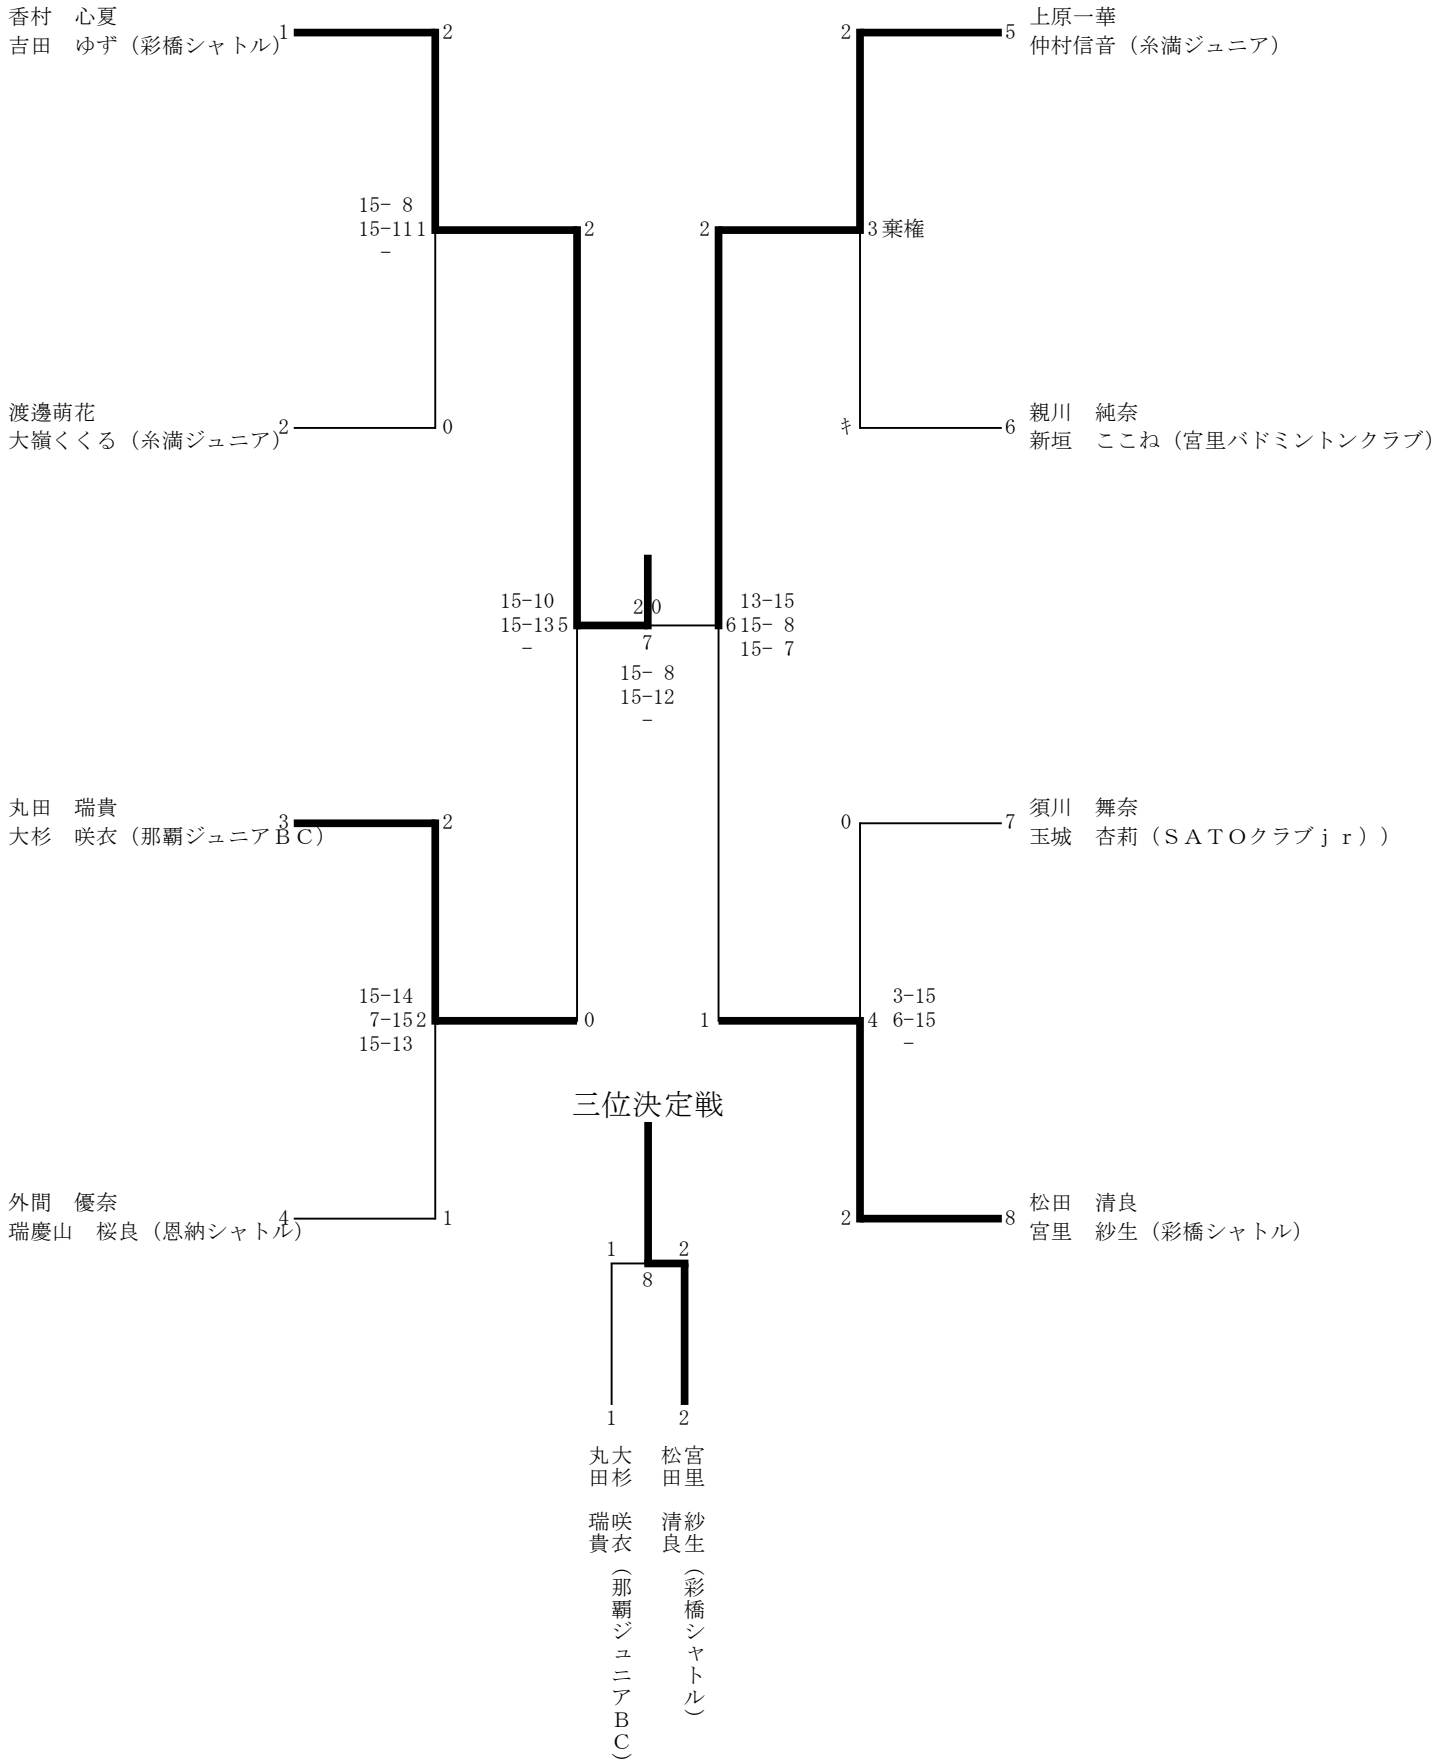 香村　心夏
吉田　ゆず（彩橋シャトル）
1
2
15- 8
15-11
-
1
2
渡邊萌花
大嶺くくる（糸満ジュニア）
2
0
15-10
15-13
-
5
丸田　瑞貴
大杉　咲衣（那覇ジュニアＢＣ）
3
2
15-14
7-15
15-13
2
0
外間　優奈
瑞慶山　桜良（恩納シャトル）
4
1
2 0
7
15- 8
15-12
-
上原一華
仲村信音（糸満ジュニア）
5
2
2
3 棄権
親川　純奈
新垣　ここね（宮里バドミントンクラブ）
6
ｷ
6
13-15
15- 8
15- 7
須川　舞奈
玉城　杏莉（ＳＡＴＯクラブｊｒ））
7
0
1
4
3-15
6-15
-
松田　清良
宮里　紗生（彩橋シャトル）
8
2
三位決定戦
1 2
8
1 2
丸田　瑞貴
大杉　咲衣（那覇ジュニアＢＣ）
松田　清良
宮里　紗生（彩橋シャトル）